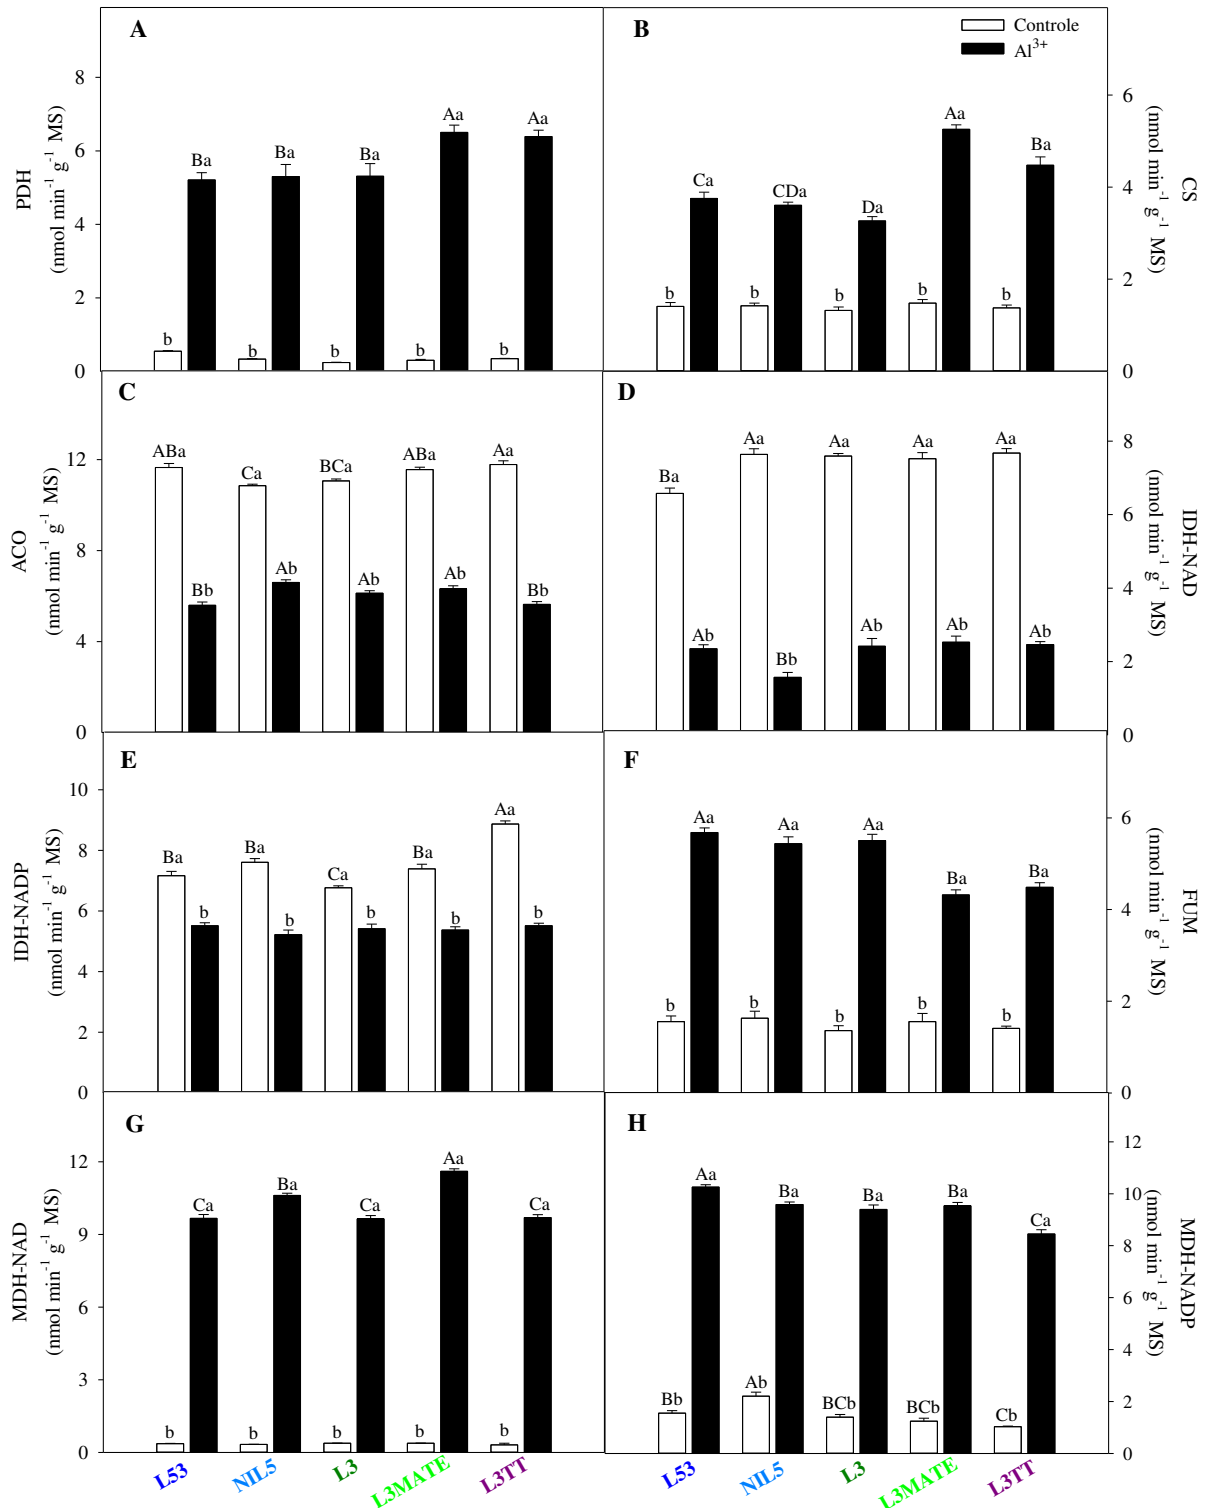 A
PDH
(nmol min⁻¹ g⁻¹ MS)
8
6
4
2
0
Ba
Ba
Ba
Aa
Aa
b
b
b
b
b
B
Controle
Al³⁺
CS
(nmol min⁻¹ g⁻¹ MS)
6
4
2
0
Ca
CDa
Da
Aa
Ba
b
b
b
b
b
C
ACO
(nmol min⁻¹ g⁻¹ MS)
12
8
4
0
ABa
Ca
BCa
ABa
Aa
Bb
Ab
Ab
Ab
Bb
D
IDH-NAD
(nmol min⁻¹ g⁻¹ MS)
8
6
4
2
0
Ba
Aa
Aa
Aa
Aa
Ab
Bb
Ab
Ab
Ab
E
IDH-NADP
(nmol min⁻¹ g⁻¹ MS)
10
8
6
4
2
0
Ba
Ba
Ca
Ba
Aa
b
b
b
b
b
F
FUM
(nmol min⁻¹ g⁻¹ MS)
6
4
2
0
Aa
Aa
Aa
Ba
Ba
b
b
b
b
b
G
MDH-NAD
(nmol min⁻¹ g⁻¹ MS)
12
9
6
3
0
Ca
Ba
Ca
Aa
Ca
b
b
b
b
b
L53
NIL5
L3
L3MATE
L3TT
H
MDH-NADP
(nmol min⁻¹ g⁻¹ MS)
12
10
8
6
4
2
0
Aa
Ba
Ba
Ba
Ca
Bb
Ab
BCb
BCb
Cb
L53
NIL5
L3
L3MATE
L3TT